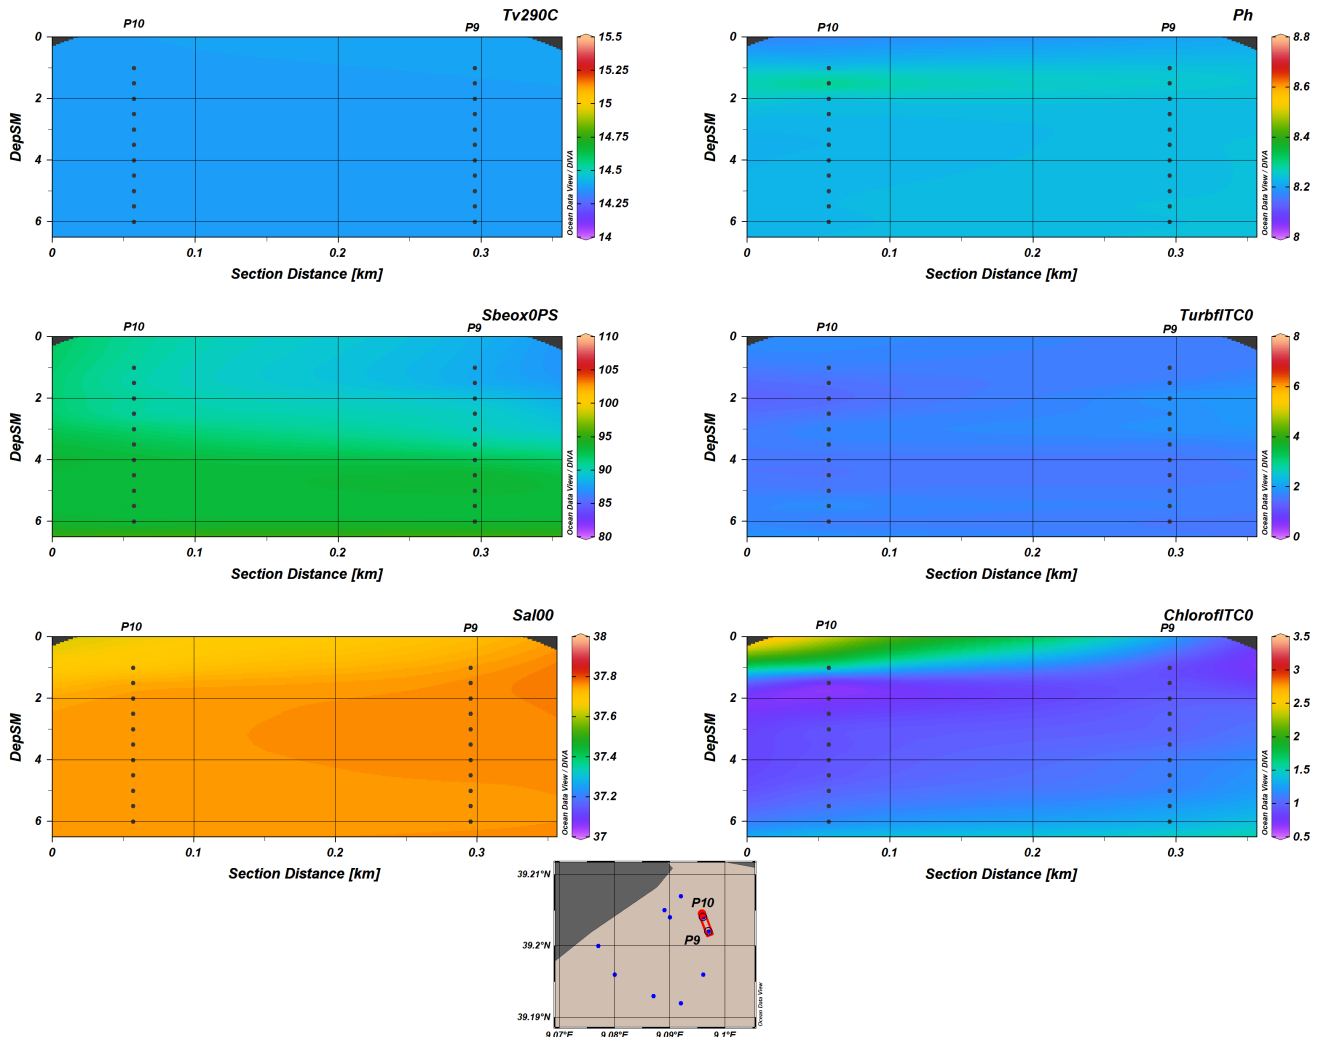 Tv290C
P10
P9
0
2
4
6
DepSM
0
0.1
0.2
0.3
Section Distance [km]
15.5
15.25
15
14.75
14.5
14.25
14
Ocean Data View / DIVA
Ph
P10
P9
0
2
4
6
DepSM
0
0.1
0.2
0.3
Section Distance [km]
8.8
8.6
8.4
8.2
8
Ocean Data View / DIVA
Sbeox0PS
P10
P9
0
2
4
6
DepSM
0
0.1
0.2
0.3
Section Distance [km]
110
105
100
95
90
85
80
Ocean Data View / DIVA
TurbflTC0
P10
P9
0
2
4
6
DepSM
0
0.1
0.2
0.3
Section Distance [km]
8
6
4
2
0
Ocean Data View / DIVA
Sal00
P10
P9
0
2
4
6
DepSM
0
0.1
0.2
0.3
Section Distance [km]
38
37.8
37.6
37.4
37.2
37
Ocean Data View / DIVA
ChloroflTC0
P10
P9
0
2
4
6
DepSM
0
0.1
0.2
0.3
Section Distance [km]
3.5
3
2.5
2
1.5
1
0.5
Ocean Data View / DIVA
39.21°N
39.2°N
39.19°N
P10
P9
9.07°E
9.08°E
9.09°E
9.1°E
Ocean Data View